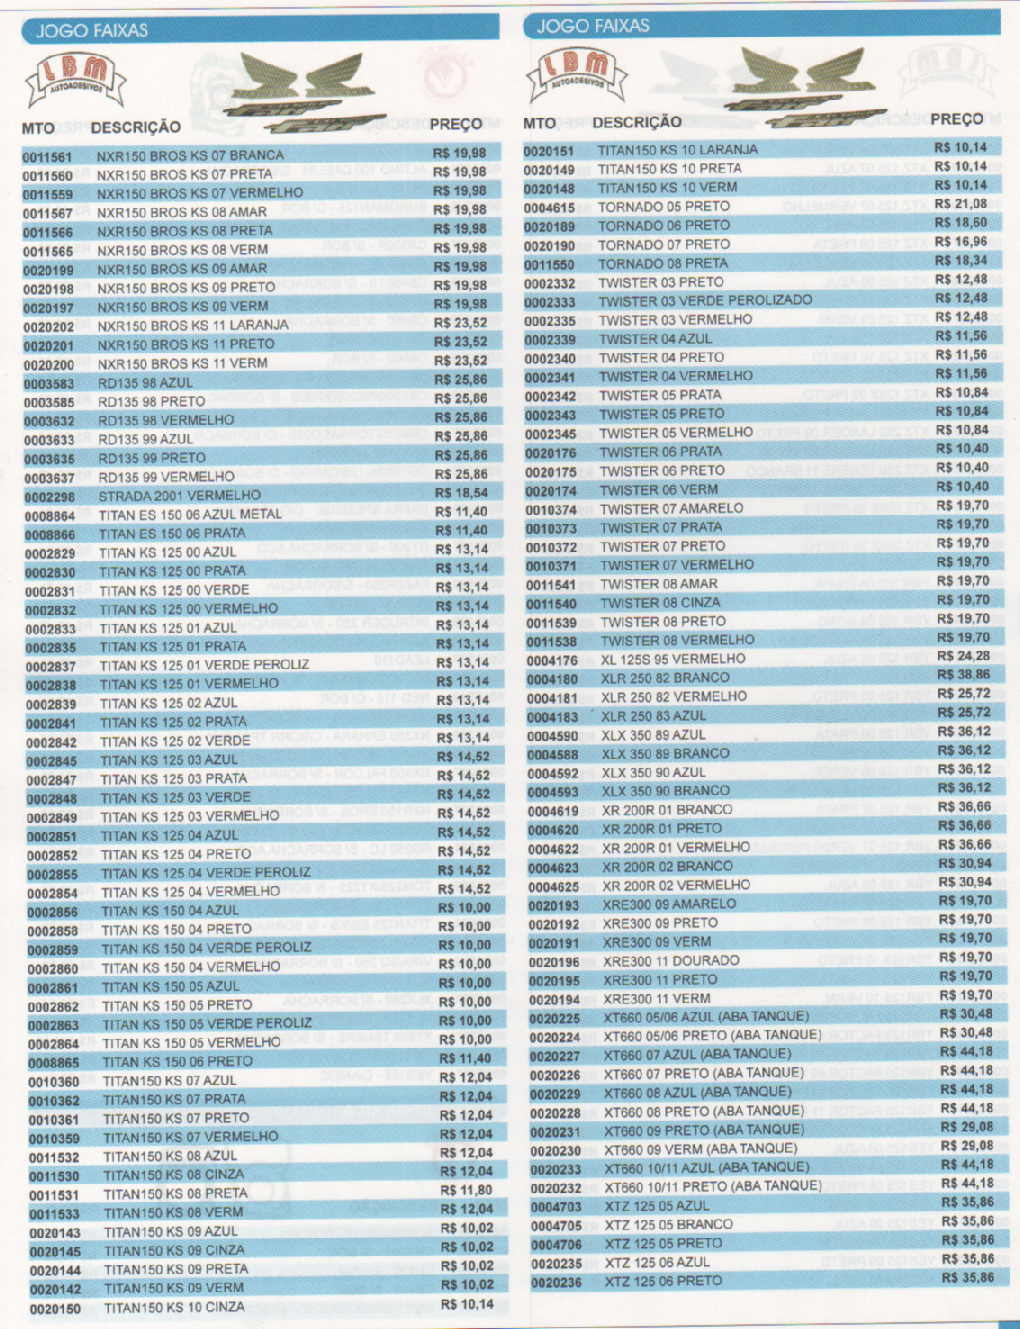 JOGO FAIXAS
LBM
AUTOADESIVOS
MTO DESCRIÇÃO PREÇO
0011561 NXR150 BROS KS 07 BRANCA R$ 19,98
0011560 NXR150 BROS KS 07 PRETA R$ 19,98
0011559 NXR150 BROS KS 07 VERMELHO R$ 19,98
0011567 NXR150 BROS KS 08 AMAR R$ 19,98
0011566 NXR150 BROS KS 08 PRETA R$ 19,98
0011565 NXR150 BROS KS 08 VERM R$ 19,98
0020199 NXR150 BROS KS 09 AMAR R$ 19,98
0020198 NXR150 BROS KS 09 PRETO R$ 19,98
0020197 NXR150 BROS KS 09 VERM R$ 19,98
0020202 NXR150 BROS KS 11 LARANJA R$ 23,52
0020201 NXR150 BROS KS 11 PRETO R$ 23,52
0020200 NXR150 BROS KS 11 VERM R$ 23,52
0003583 RD135 98 AZUL R$ 25,86
0003585 RD135 98 PRETO R$ 25,86
0003632 RD135 98 VERMELHO R$ 25,86
0003633 RD135 99 AZUL R$ 25,86
0003635 RD135 99 PRETO R$ 25,86
0003637 RD135 99 VERMELHO R$ 25,86
0002298 STRADA 2001 VERMELHO R$ 18,54
0008864 TITAN ES 150 06 AZUL METAL R$ 11,40
0008866 TITAN ES 150 06 PRATA R$ 11,40
0002829 TITAN KS 125 00 AZUL R$ 13,14
0002830 TITAN KS 125 00 PRATA R$ 13,14
0002831 TITAN KS 125 00 VERDE R$ 13,14
0002832 TITAN KS 125 00 VERMELHO R$ 13,14
0002833 TITAN KS 125 01 AZUL R$ 13,14
0002835 TITAN KS 125 01 PRATA R$ 13,14
0002837 TITAN KS 125 01 VERDE PEROLIZ R$ 13,14
0002838 TITAN KS 125 01 VERMELHO R$ 13,14
0002839 TITAN KS 125 02 AZUL R$ 13,14
0002841 TITAN KS 125 02 PRATA R$ 13,14
0002842 TITAN KS 125 02 VERDE R$ 13,14
0002845 TITAN KS 125 03 AZUL R$ 14,52
0002847 TITAN KS 125 03 PRATA R$ 14,52
0002848 TITAN KS 125 03 VERDE R$ 14,52
0002849 TITAN KS 125 03 VERMELHO R$ 14,52
0002851 TITAN KS 125 04 AZUL R$ 14,52
0002852 TITAN KS 125 04 PRETO R$ 14,52
0002855 TITAN KS 125 04 VERDE PEROLIZ R$ 14,52
0002854 TITAN KS 125 04 VERMELHO R$ 14,52
0002856 TITAN KS 150 04 AZUL R$ 10,00
0002858 TITAN KS 150 04 PRETO R$ 10,00
0002859 TITAN KS 150 04 VERDE PEROLIZ R$ 10,00
0002860 TITAN KS 150 04 VERMELHO R$ 10,00
0002861 TITAN KS 150 05 AZUL R$ 10,00
0002862 TITAN KS 150 05 PRETO R$ 10,00
0002863 TITAN KS 150 05 VERDE PEROLIZ R$ 10,00
0002864 TITAN KS 150 05 VERMELHO R$ 10,00
0008865 TITAN KS 150 06 PRETO R$ 11,40
0010360 TITAN150 KS 07 AZUL R$ 12,04
0010362 TITAN150 KS 07 PRATA R$ 12,04
0010361 TITAN150 KS 07 PRETO R$ 12,04
0010359 TITAN150 KS 07 VERMELHO R$ 12,04
0011532 TITAN150 KS 08 AZUL R$ 12,04
0011530 TITAN150 KS 08 CINZA R$ 12,04
0011531 TITAN150 KS 08 PRETA R$ 11,80
0011533 TITAN150 KS 08 VERM R$ 12,04
0020143 TITAN150 KS 09 AZUL R$ 10,02
0020145 TITAN150 KS 09 CINZA R$ 10,02
0020144 TITAN150 KS 09 PRETA R$ 10,02
0020142 TITAN150 KS 09 VERM R$ 10,02
0020150 TITAN150 KS 10 CINZA R$ 10,14
JOGO FAIXAS
LBM
AUTOADESIVOS
MTO DESCRIÇÃO PREÇO
0020151 TITAN150 KS 10 LARANJA R$ 10,14
0020149 TITAN150 KS 10 PRETA R$ 10,14
0020148 TITAN150 KS 10 VERM R$ 10,14
0004615 TORNADO 05 PRETO R$ 21,08
0020189 TORNADO 06 PRETO R$ 18,60
0020190 TORNADO 07 PRETO R$ 16,96
0011550 TORNADO 08 PRETA R$ 18,34
0002332 TWISTER 03 PRETO R$ 12,48
0002333 TWISTER 03 VERDE PEROLIZADO R$ 12,48
0002335 TWISTER 03 VERMELHO R$ 12,48
0002339 TWISTER 04 AZUL R$ 11,56
0002340 TWISTER 04 PRETO R$ 11,56
0002341 TWISTER 04 VERMELHO R$ 11,56
0002342 TWISTER 05 PRATA R$ 10,84
0002343 TWISTER 05 PRETO R$ 10,84
0002345 TWISTER 05 VERMELHO R$ 10,84
0020176 TWISTER 06 PRATA R$ 10,40
0020175 TWISTER 06 PRETO R$ 10,40
0020174 TWISTER 06 VERM R$ 10,40
0010374 TWISTER 07 AMARELO R$ 19,70
0010373 TWISTER 07 PRATA R$ 19,70
0010372 TWISTER 07 PRETO R$ 19,70
0010371 TWISTER 07 VERMELHO R$ 19,70
0011541 TWISTER 08 AMAR R$ 19,70
0011540 TWISTER 08 CINZA R$ 19,70
0011539 TWISTER 08 PRETO R$ 19,70
0011538 TWISTER 08 VERMELHO R$ 19,70
0004176 XL 125S 95 VERMELHO R$ 24,28
0004180 XLR 250 82 BRANCO R$ 38,86
0004181 XLR 250 82 VERMELHO R$ 25,72
0004183 XLR 250 83 AZUL R$ 25,72
0004590 XLX 350 89 AZUL R$ 36,12
0004588 XLX 350 89 BRANCO R$ 36,12
0004592 XLX 350 90 AZUL R$ 36,12
0004593 XLX 350 90 BRANCO R$ 36,12
0004619 XR 200R 01 BRANCO R$ 36,66
0004620 XR 200R 01 PRETO R$ 36,66
0004622 XR 200R 01 VERMELHO R$ 36,66
0004623 XR 200R 02 BRANCO R$ 30,94
0004625 XR 200R 02 VERMELHO R$ 30,94
0020193 XRE300 09 AMARELO R$ 19,70
0020192 XRE300 09 PRETO R$ 19,70
0020191 XRE300 09 VERM R$ 19,70
0020196 XRE300 11 DOURADO R$ 19,70
0020195 XRE300 11 PRETO R$ 19,70
0020194 XRE300 11 VERM R$ 19,70
0020225 XT660 05/06 AZUL (ABA TANQUE) R$ 30,48
0020224 XT660 05/06 PRETO (ABA TANQUE) R$ 30,48
0020227 XT660 07 AZUL (ABA TANQUE) R$ 44,18
0020226 XT660 07 PRETO (ABA TANQUE) R$ 44,18
0020229 XT660 08 AZUL (ABA TANQUE) R$ 44,18
0020228 XT660 08 PRETO (ABA TANQUE) R$ 44,18
0020231 XT660 09 PRETO (ABA TANQUE) R$ 29,08
0020230 XT660 09 VERM (ABA TANQUE) R$ 29,08
0020233 XT660 10/11 AZUL (ABA TANQUE) R$ 44,18
0020232 XT660 10/11 PRETO (ABA TANQUE) R$ 44,18
0004703 XTZ 125 05 AZUL R$ 35,86
0004705 XTZ 125 05 BRANCO R$ 35,86
0004706 XTZ 125 05 PRETO R$ 35,86
0020235 XTZ 125 06 AZUL R$ 35,86
0020236 XTZ 125 06 PRETO R$ 35,86